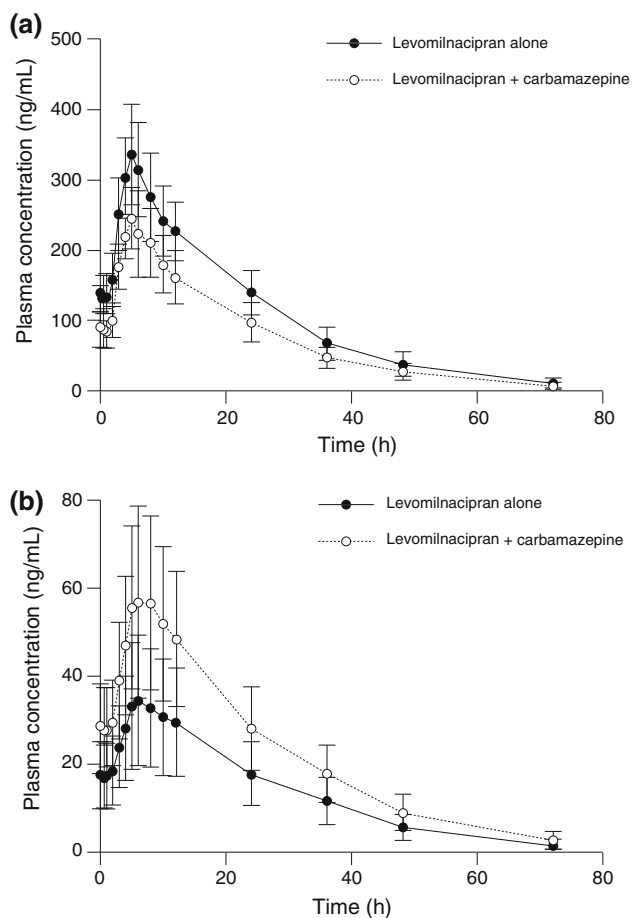 (a)
500
400
300
200
100
0
Plasma concentration (ng/mL)
Levomilnacipran alone
Levomilnacipran + carbamazepine
0 20 40 60 80
Time (h)
(b)
80
60
40
20
0
Plasma concentration (ng/mL)
Levomilnacipran alone
Levomilnacipran + carbamazepine
0 20 40 60 80
Time (h)